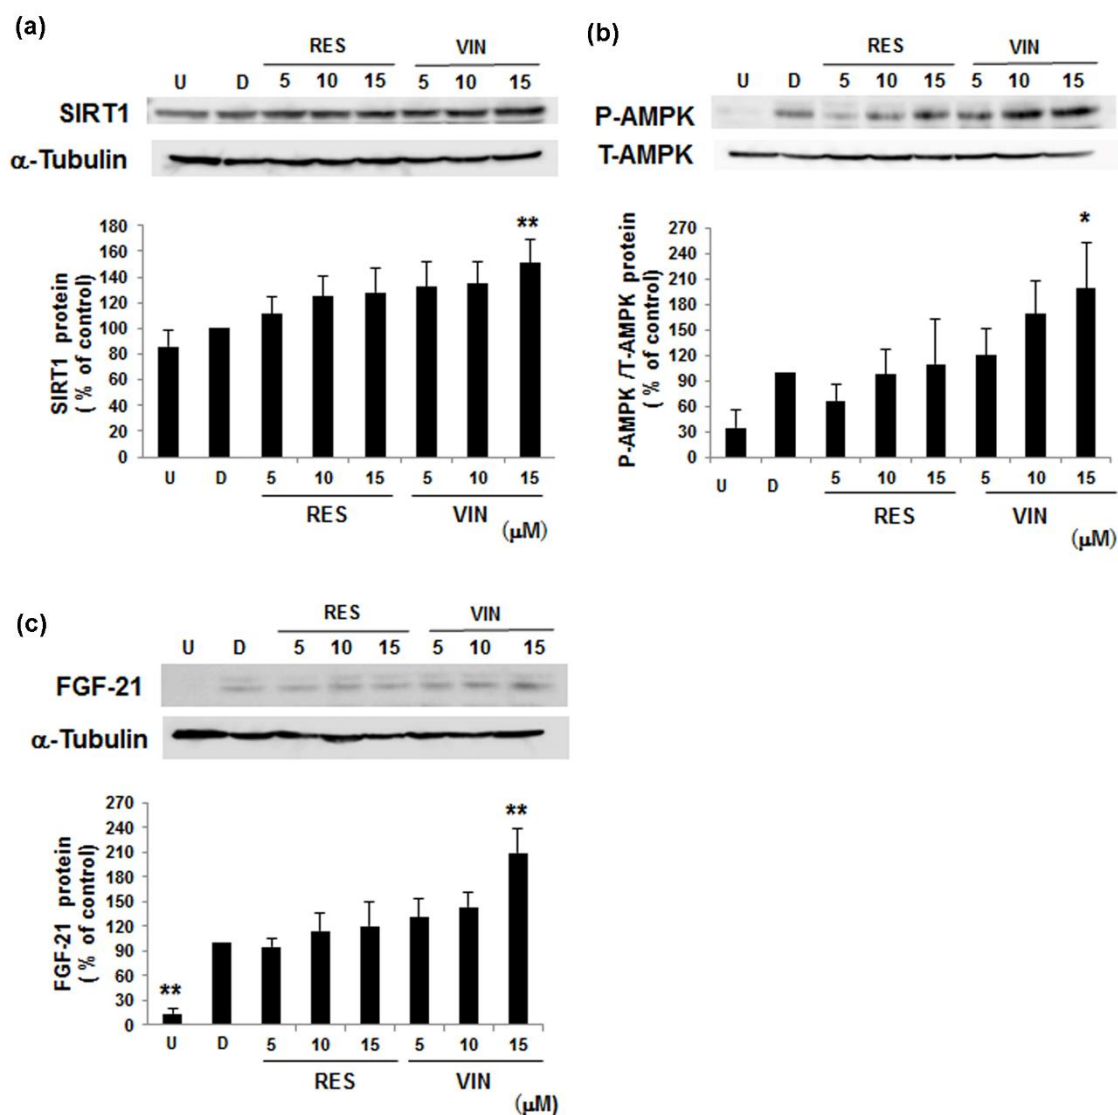 (a)
RES VIN
U D 5 10 15 5 10 15
SIRT1
α-Tubulin
SIRT1 protein
( % of control)
180
160
140
120
100
80
60
40
20
0
**
U D 5 10 15 5 10 15
RES VIN
(μM)
(b)
RES VIN
U D 5 10 15 5 10 15
P-AMPK
T-AMPK
P-AMPK /T-AMPK protein
( % of control)
270
240
210
180
150
120
90
60
30
0
*
U D 5 10 15 5 10 15
RES VIN
(μM)
(c)
RES VIN
U D 5 10 15 5 10 15
FGF-21
α-Tubulin
FGF-21 protein
( % of control)
270
240
210
150
120
90
60
30
0
**
**
U D 5 10 15 5 10 15
RES VIN
(μM)